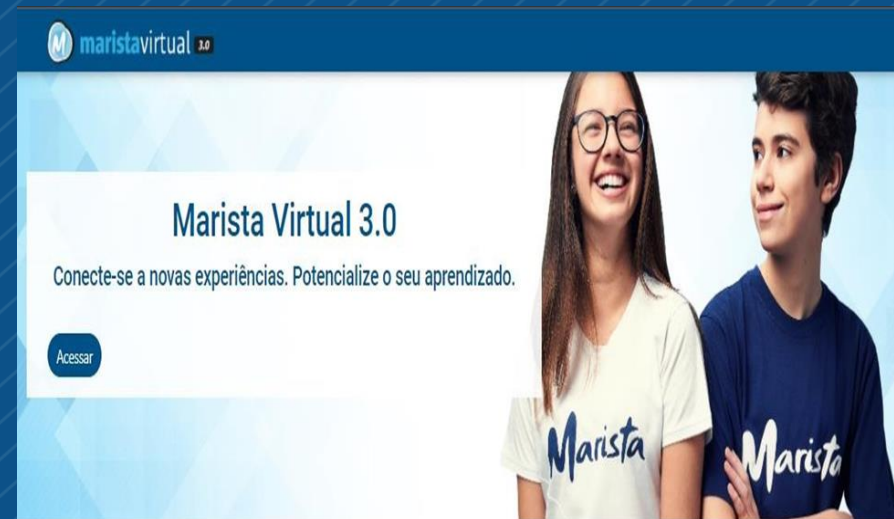 M maristavirtual 3.0
Marista Virtual 3.0
Conecte-se a novas experiências. Potencialize o seu aprendizado.
Acessar
Marista
Marista